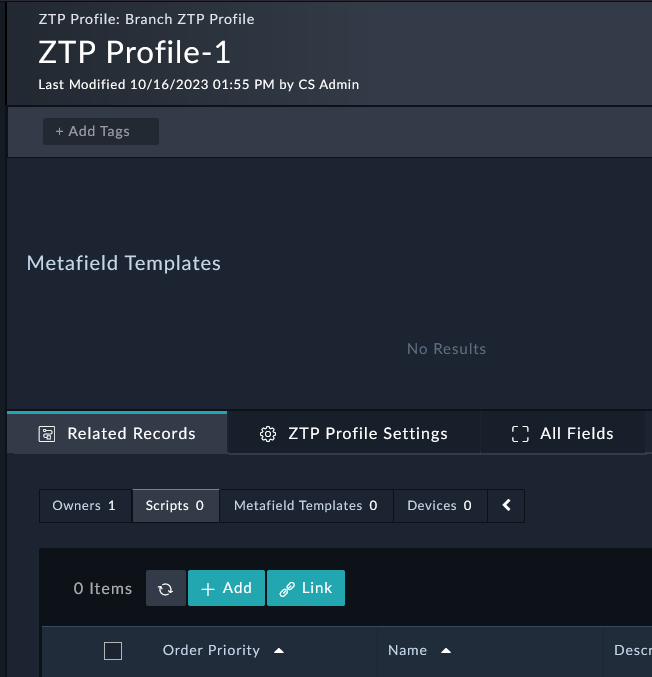 ZTP Profile: Branch ZTP Profile
ZTP Profile-1
Last Modified 10/16/2023 01:55 PM by CS Admin
+ Add Tags
Metafield Templates
No Results
Related Records ZTP Profile Settings All Fields
Owners 1 Scripts 0 Metafield Templates 0 Devices 0
0 Items + Add Link
Order Priority Name Descr